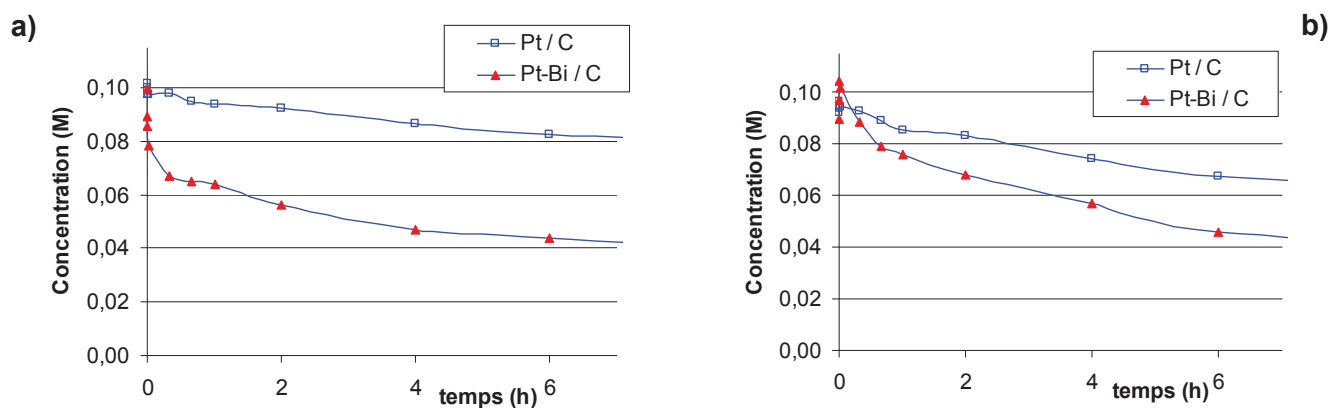 a)
Pt / C
Pt-Bi / C
Concentration (M)
0,10
0,08
0,06
0,04
0,02
0,00
0 2 4 6
temps (h)
b)
Pt / C
Pt-Bi / C
Concentration (M)
0,10
0,08
0,06
0,04
0,02
0,00
0 2 4 6
temps (h)